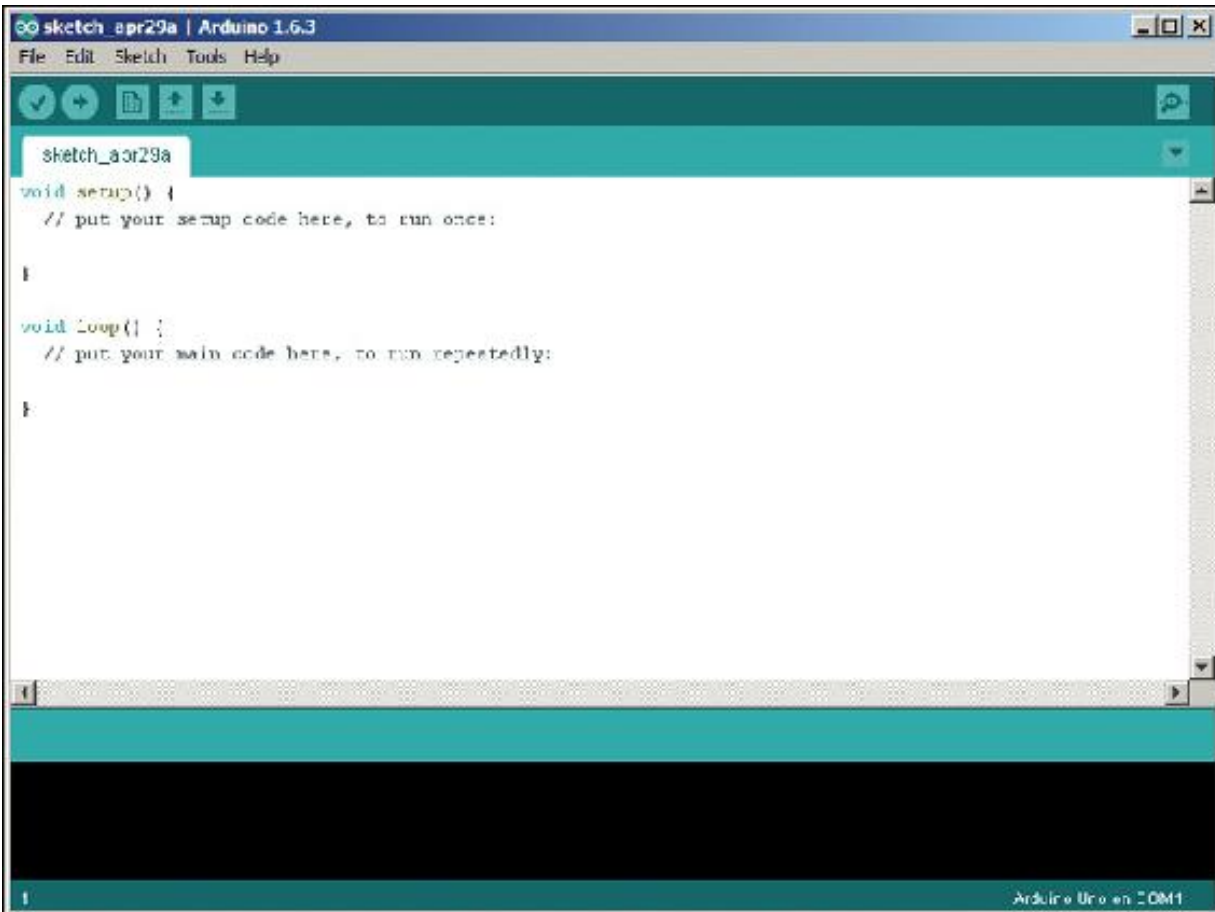 sketch_apr29a | Arduino 1.6.3
File Edit Sketch Tools Help
sketch_apr29a
void setup() {
// put your setup code here, to run once:
}
void loop() {
// put your main code here, to run repeatedly:
}
1
Arduino Uno on COM1